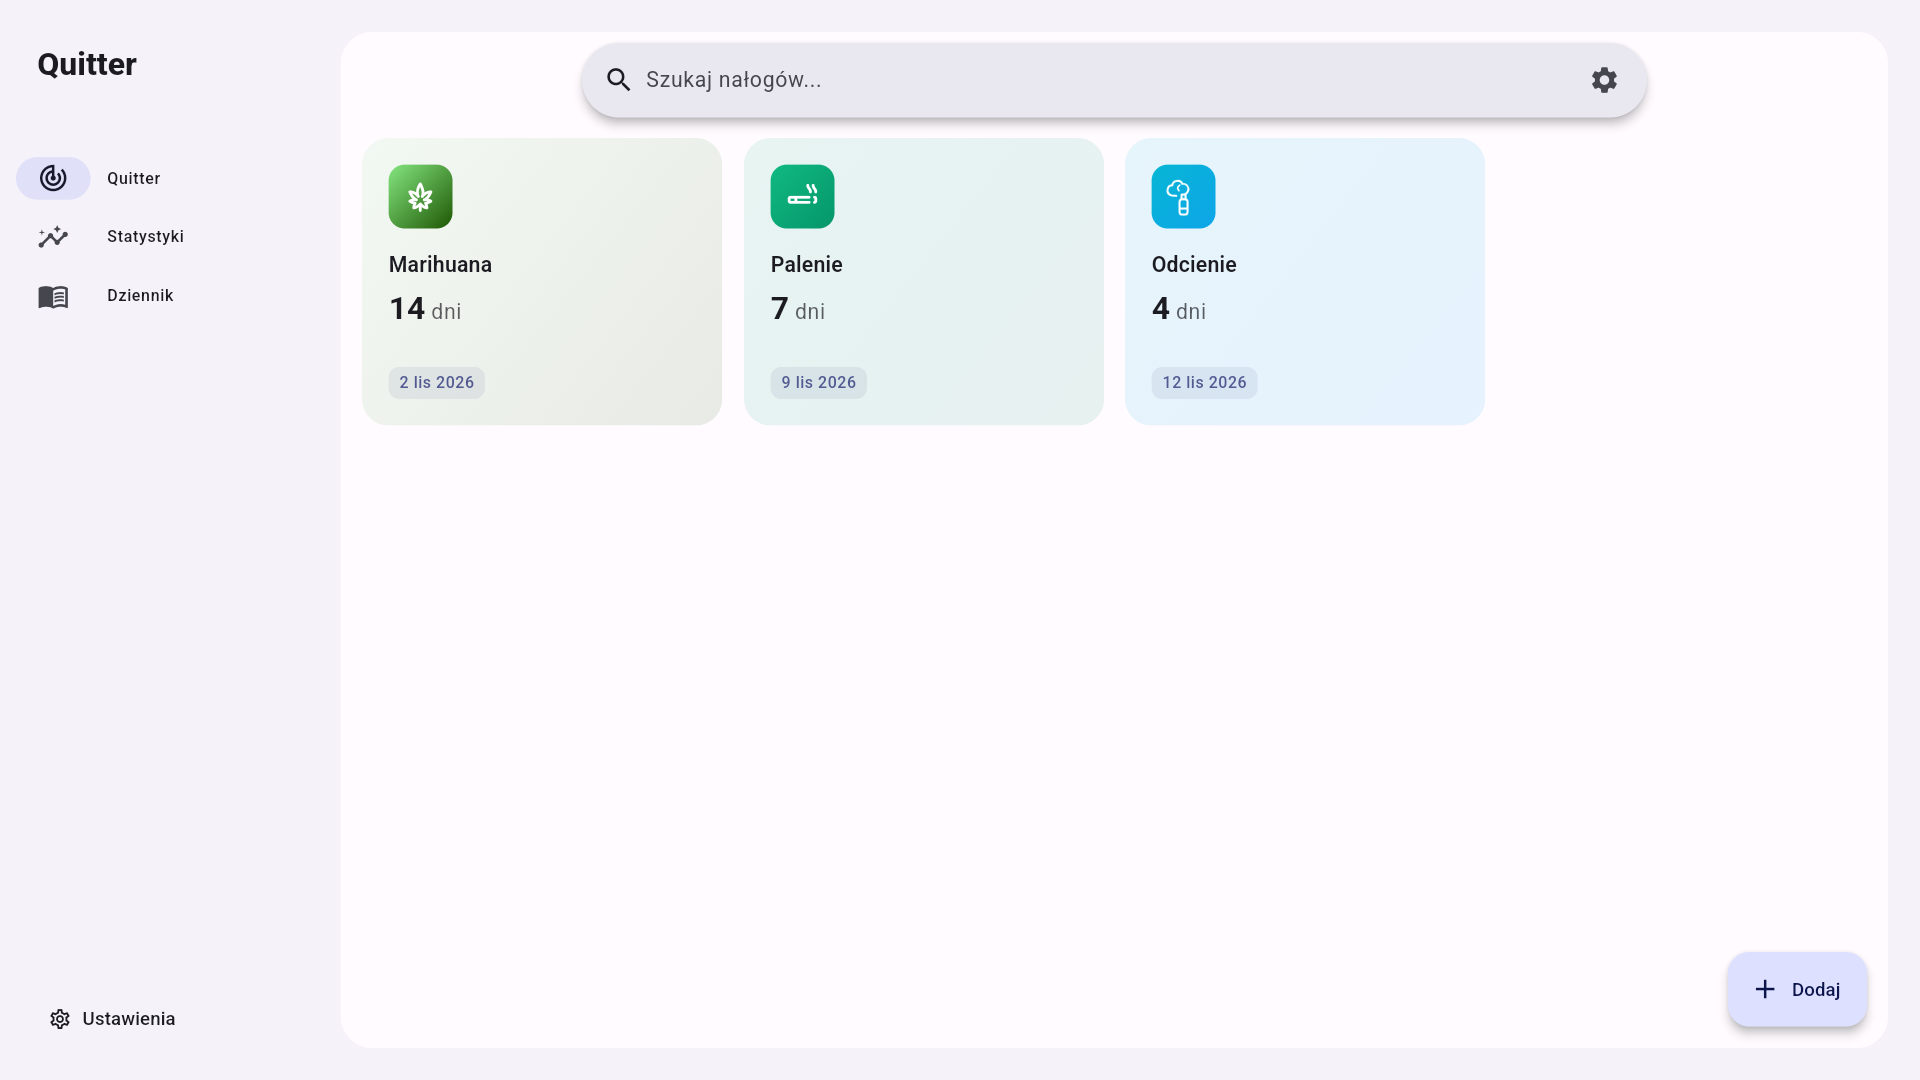 Quitter
Szukaj nałogów...
Quitter
Statystyki
Dziennik
Marihuana
14 dni
2 lis 2026
Palenie
7 dni
9 lis 2026
Odcienie
4 dni
12 lis 2026
Ustawienia
Dodaj